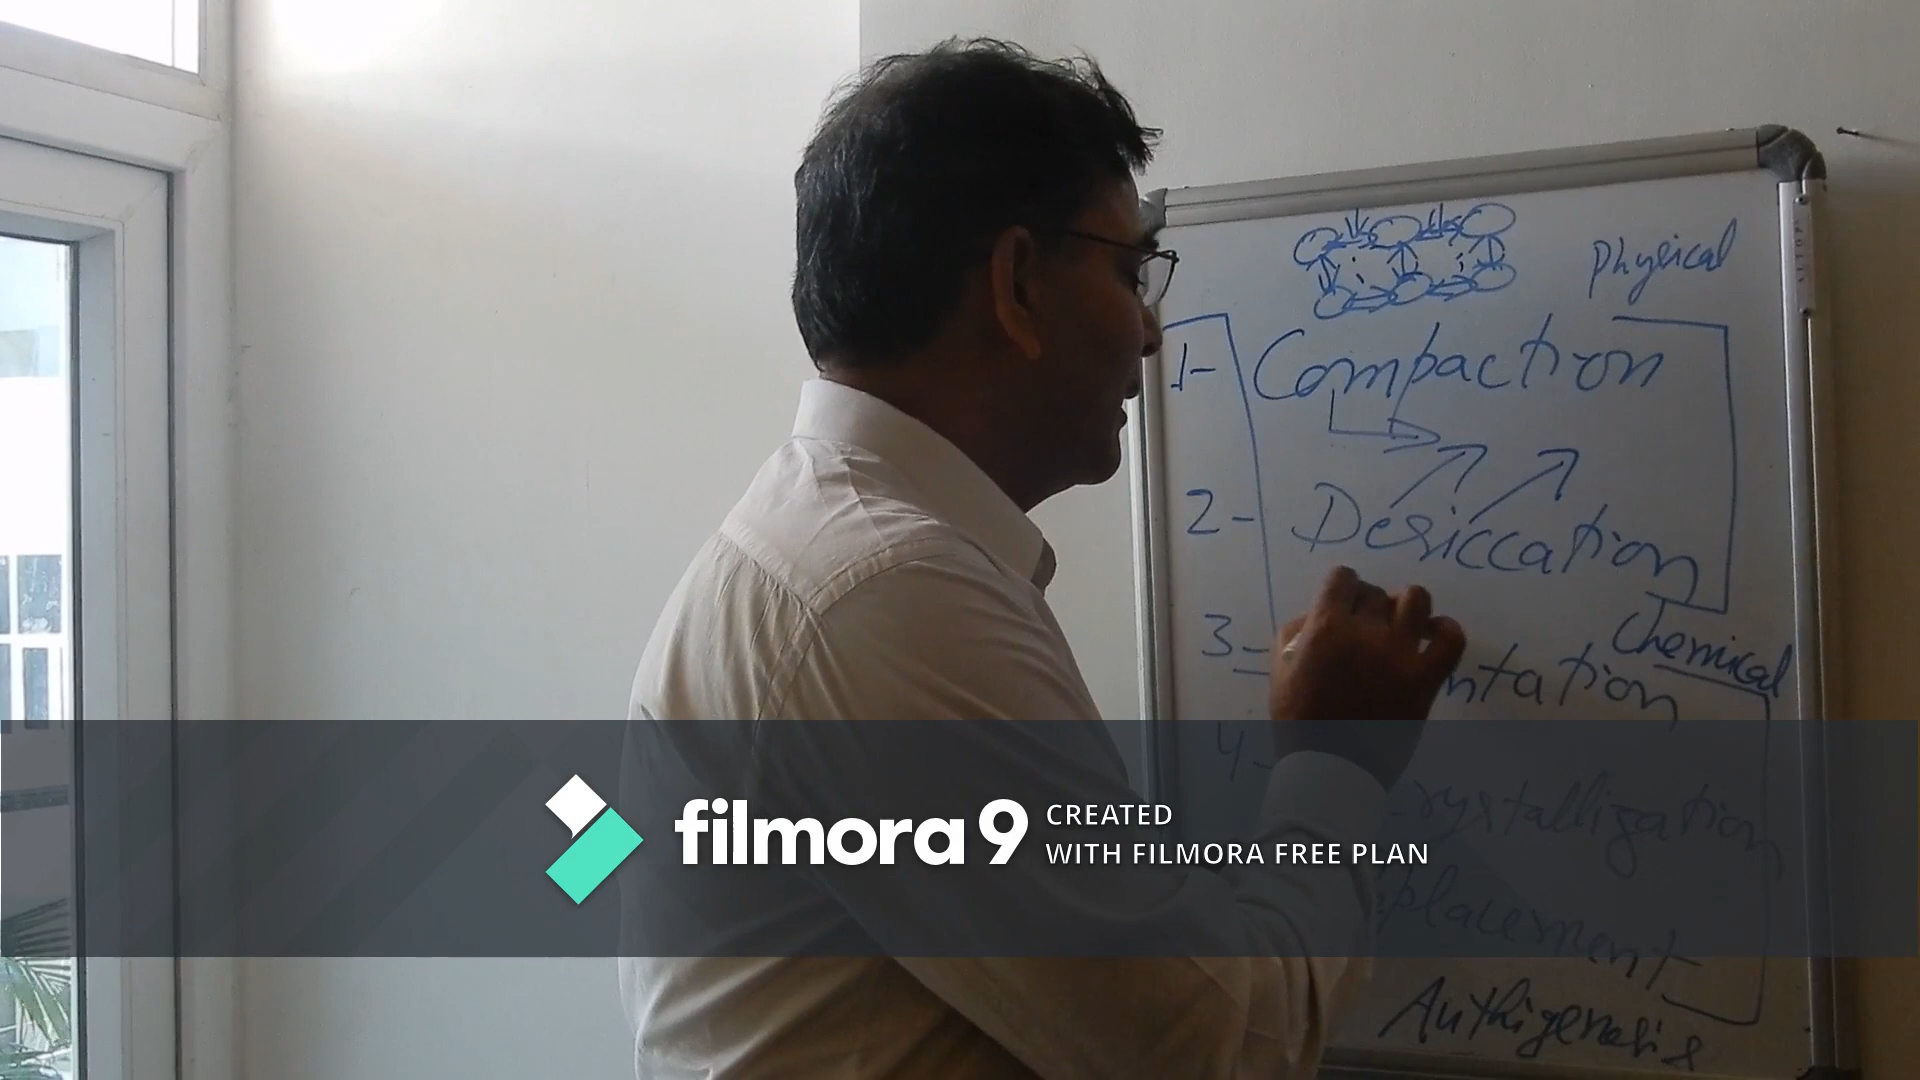 Physical
1- Compaction
2- Desiccation
Chemical
3- ntation
4- rystallization
placement
Authigenesis
filmora 9 CREATED
WITH FILMORA FREE PLAN